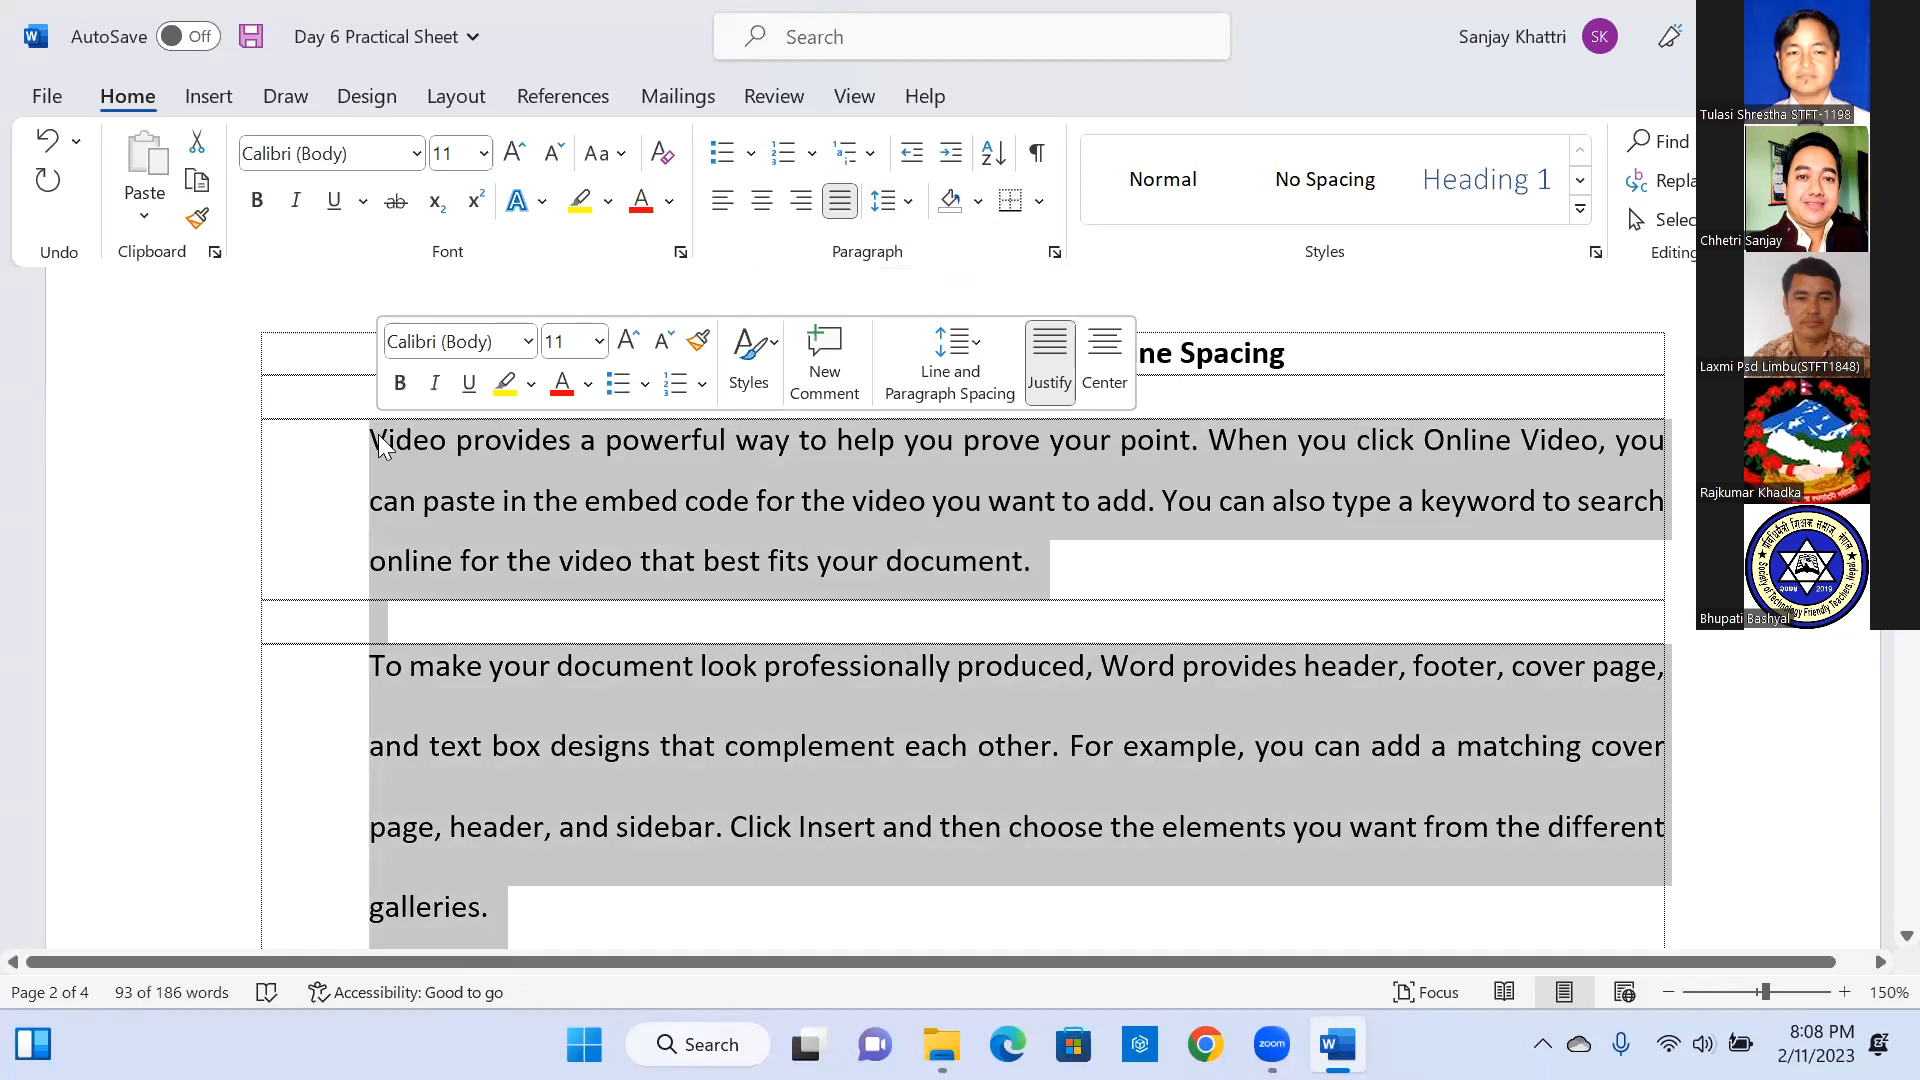 AutoSave Off Day 6 Practical Sheet Search Sanjay Khattri SK
File Home Insert Draw Design Layout References Mailings Review View Help
Calibri (Body) 11 Aa
Paste
B I U ab x₂ x² A A
Normal No Spacing Heading 1
Find
Repla
Selec
Undo Clipboard Font Paragraph Styles Editing
Tulasi Shrestha STFT-1198
Chhetri Sanjay
Laxmi Psd Limbu(STFT1848)
Rajkumar Khadka
Bhupati Bashyal
Calibri (Body) 11
B I U A
Styles
New Comment
Line and Paragraph Spacing
Justify
Center
ne Spacing
Video provides a powerful way to help you prove your point. When you click Online Video, you
can paste in the embed code for the video you want to add. You can also type a keyword to search
online for the video that best fits your document.
To make your document look professionally produced, Word provides header, footer, cover page,
and text box designs that complement each other. For example, you can add a matching cover
page, header, and sidebar. Click Insert and then choose the elements you want from the different
galleries.
Page 2 of 4 93 of 186 words Accessibility: Good to go Focus 150%
Search zoom
8:08 PM
2/11/2023